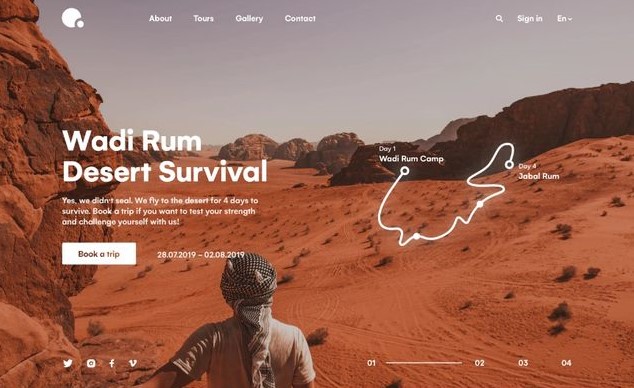 About Tours Gallery Contact Sign in En
Wadi Rum
Desert Survival
Yes, we didn't seal. We fly to the desert for 4 days to
survive. Book a trip if you want to test your strength
and challenge yourself with us!
Book a trip 28.07.2019 – 02.08.2019
Day 1
Wadi Rum Camp
Day 4
Jabal Rum
01 02 03 04